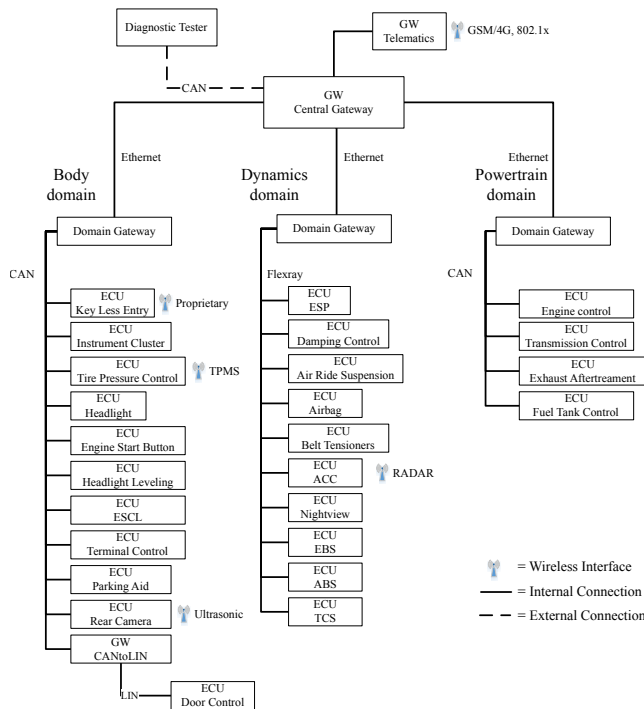 Diagnostic Tester
GW
Telematics
GSM/4G, 802.1x
CAN
GW
Central Gateway
Ethernet
Ethernet
Ethernet
Body
domain
Dynamics
domain
Powertrain
domain
Domain Gateway
Domain Gateway
Domain Gateway
CAN
ECU
Key Less Entry
Proprietary
ECU
Instrument Cluster
ECU
Tire Pressure Control
TPMS
ECU
Headlight
ECU
Engine Start Button
ECU
Headlight Leveling
ECU
ESCL
ECU
Terminal Control
ECU
Parking Aid
ECU
Rear Camera
Ultrasonic
GW
CANtoLIN
LIN
ECU
Door Control
Flexray
ECU
ESP
ECU
Damping Control
ECU
Air Ride Suspension
ECU
Airbag
ECU
Belt Tensioners
ECU
ACC
RADAR
ECU
Nightview
ECU
EBS
ECU
ABS
ECU
TCS
CAN
ECU
Engine control
ECU
Transmission Control
ECU
Exhaust Aftertreament
ECU
Fuel Tank Control
= Wireless Interface
= Internal Connection
= External Connection